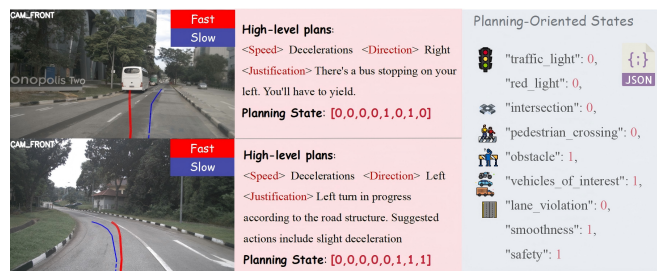 CAM_FRONT
Fast
Slow
onopolis Two
High-level plans:
<Speed> Decelerations <Direction> Right
<Justification> There's a bus stopping on your
left. You'll have to yield.
Planning State: [0,0,0,0,1,0,1,0]
CAM_FRONT
Fast
Slow
High-level plans:
<Speed> Decelerations <Direction> Left
<Justification> Left turn in progress
according to the road structure. Suggested
actions include slight deceleration
Planning State: [0,0,0,0,0,1,1,1]
Planning-Oriented States
{;}
JSON
"traffic_light": 0,
"red_light": 0,
"intersection": 0,
"pedestrian_crossing": 0,
"obstacle": 1,
"vehicles_of_interest": 1,
"lane_violation": 0,
"smoothness": 1,
"safety": 1